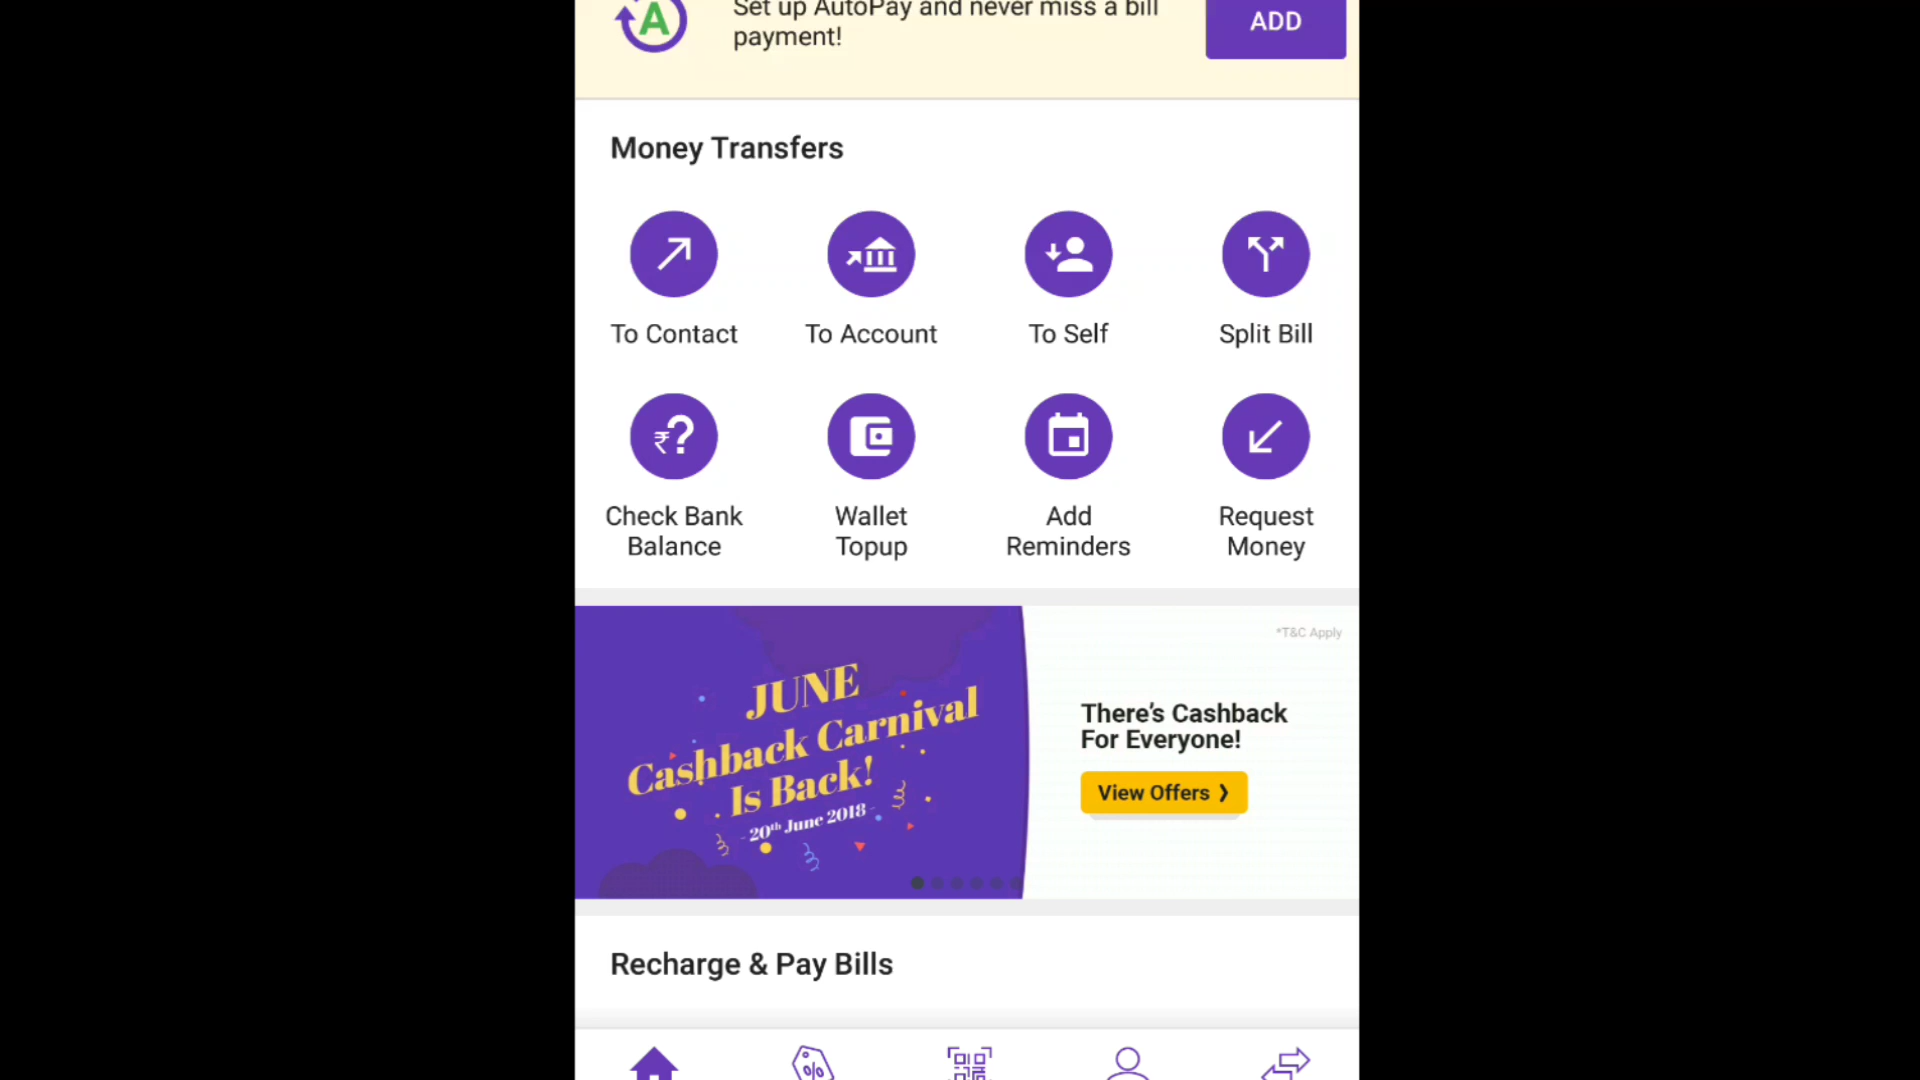 Set up AutoPay and never miss a bill
payment!
ADD
Money Transfers
To Contact
To Account
To Self
Split Bill
Check Bank
Balance
Wallet
Topup
Add
Reminders
Request
Money
*T&C Apply
JUNE
Cashback Carnival
Is Back!
- 20th June 2018 -
There's Cashback
For Everyone!
View Offers ❯
Recharge & Pay Bills